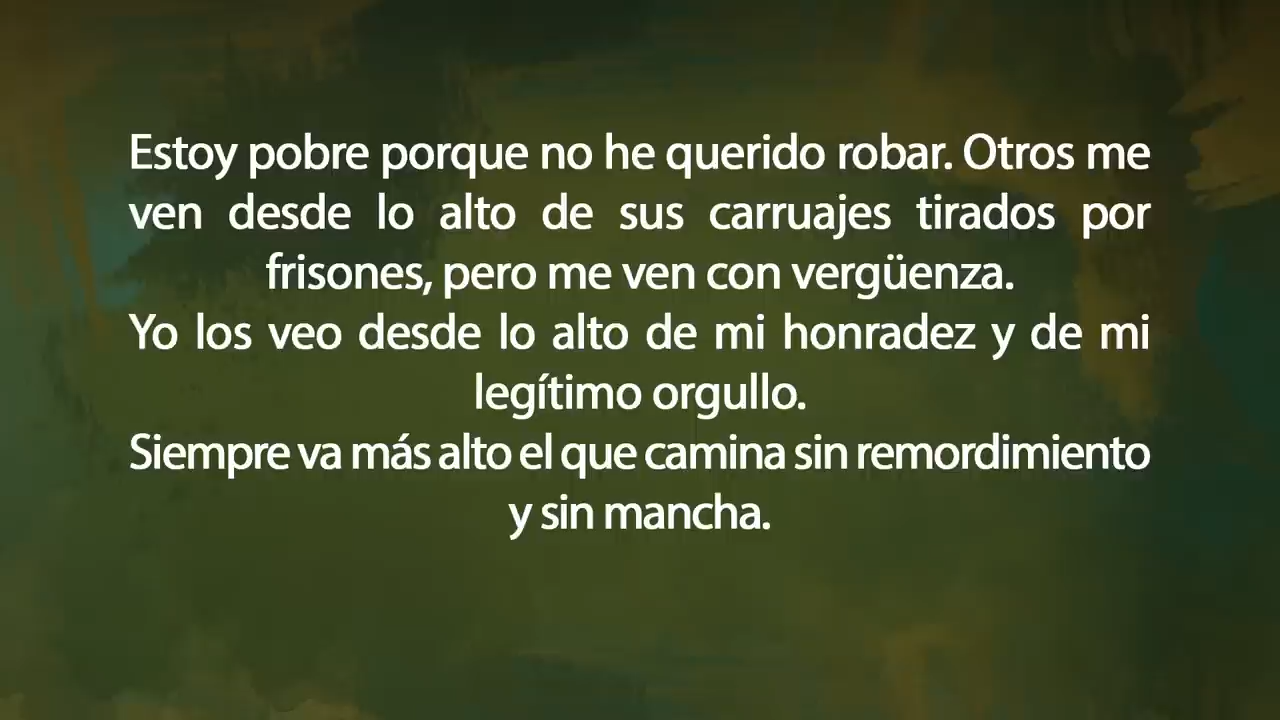 Estoy pobre porque no he querido robar. Otros me
ven desde lo alto de sus carruajes tirados por
frisones, pero me ven con vergüenza.
Yo los veo desde lo alto de mi honradez y de mi
legítimo orgullo.
Siempre va más alto el que camina sin remordimiento
y sin mancha.